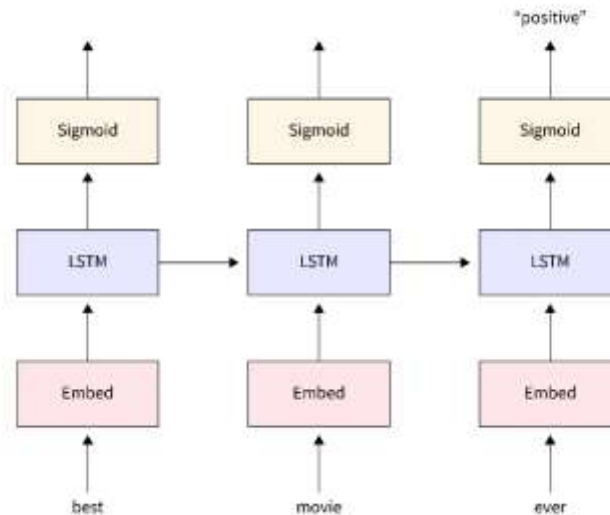 "positive"
Sigmoid Sigmoid Sigmoid
LSTM LSTM LSTM
Embed Embed Embed
best movie ever